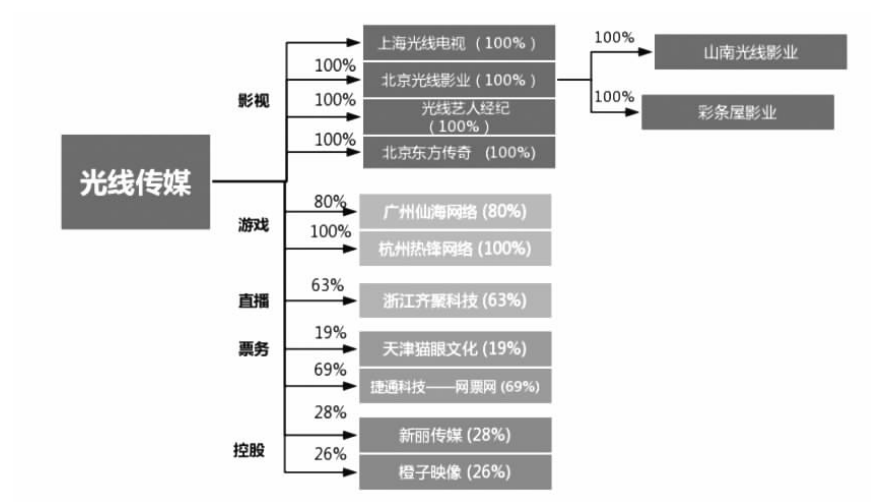 光线传媒
影视
上海光线电视（100%）
100%
北京光线影业（100%）
100%
光线艺人经纪
（100%）
100%
北京东方传奇 (100%)
100%
山南光线影业
100%
彩条屋影业
游戏
80%
广州仙海网络 (80%)
100%
杭州热锋网络 (100%)
直播
63%
浙江齐聚科技 (63%)
票务
19%
天津猫眼文化 (19%)
69%
捷通科技——网票网 (69%)
控股
28%
新丽传媒 (28%)
26%
橙子映像 (26%)